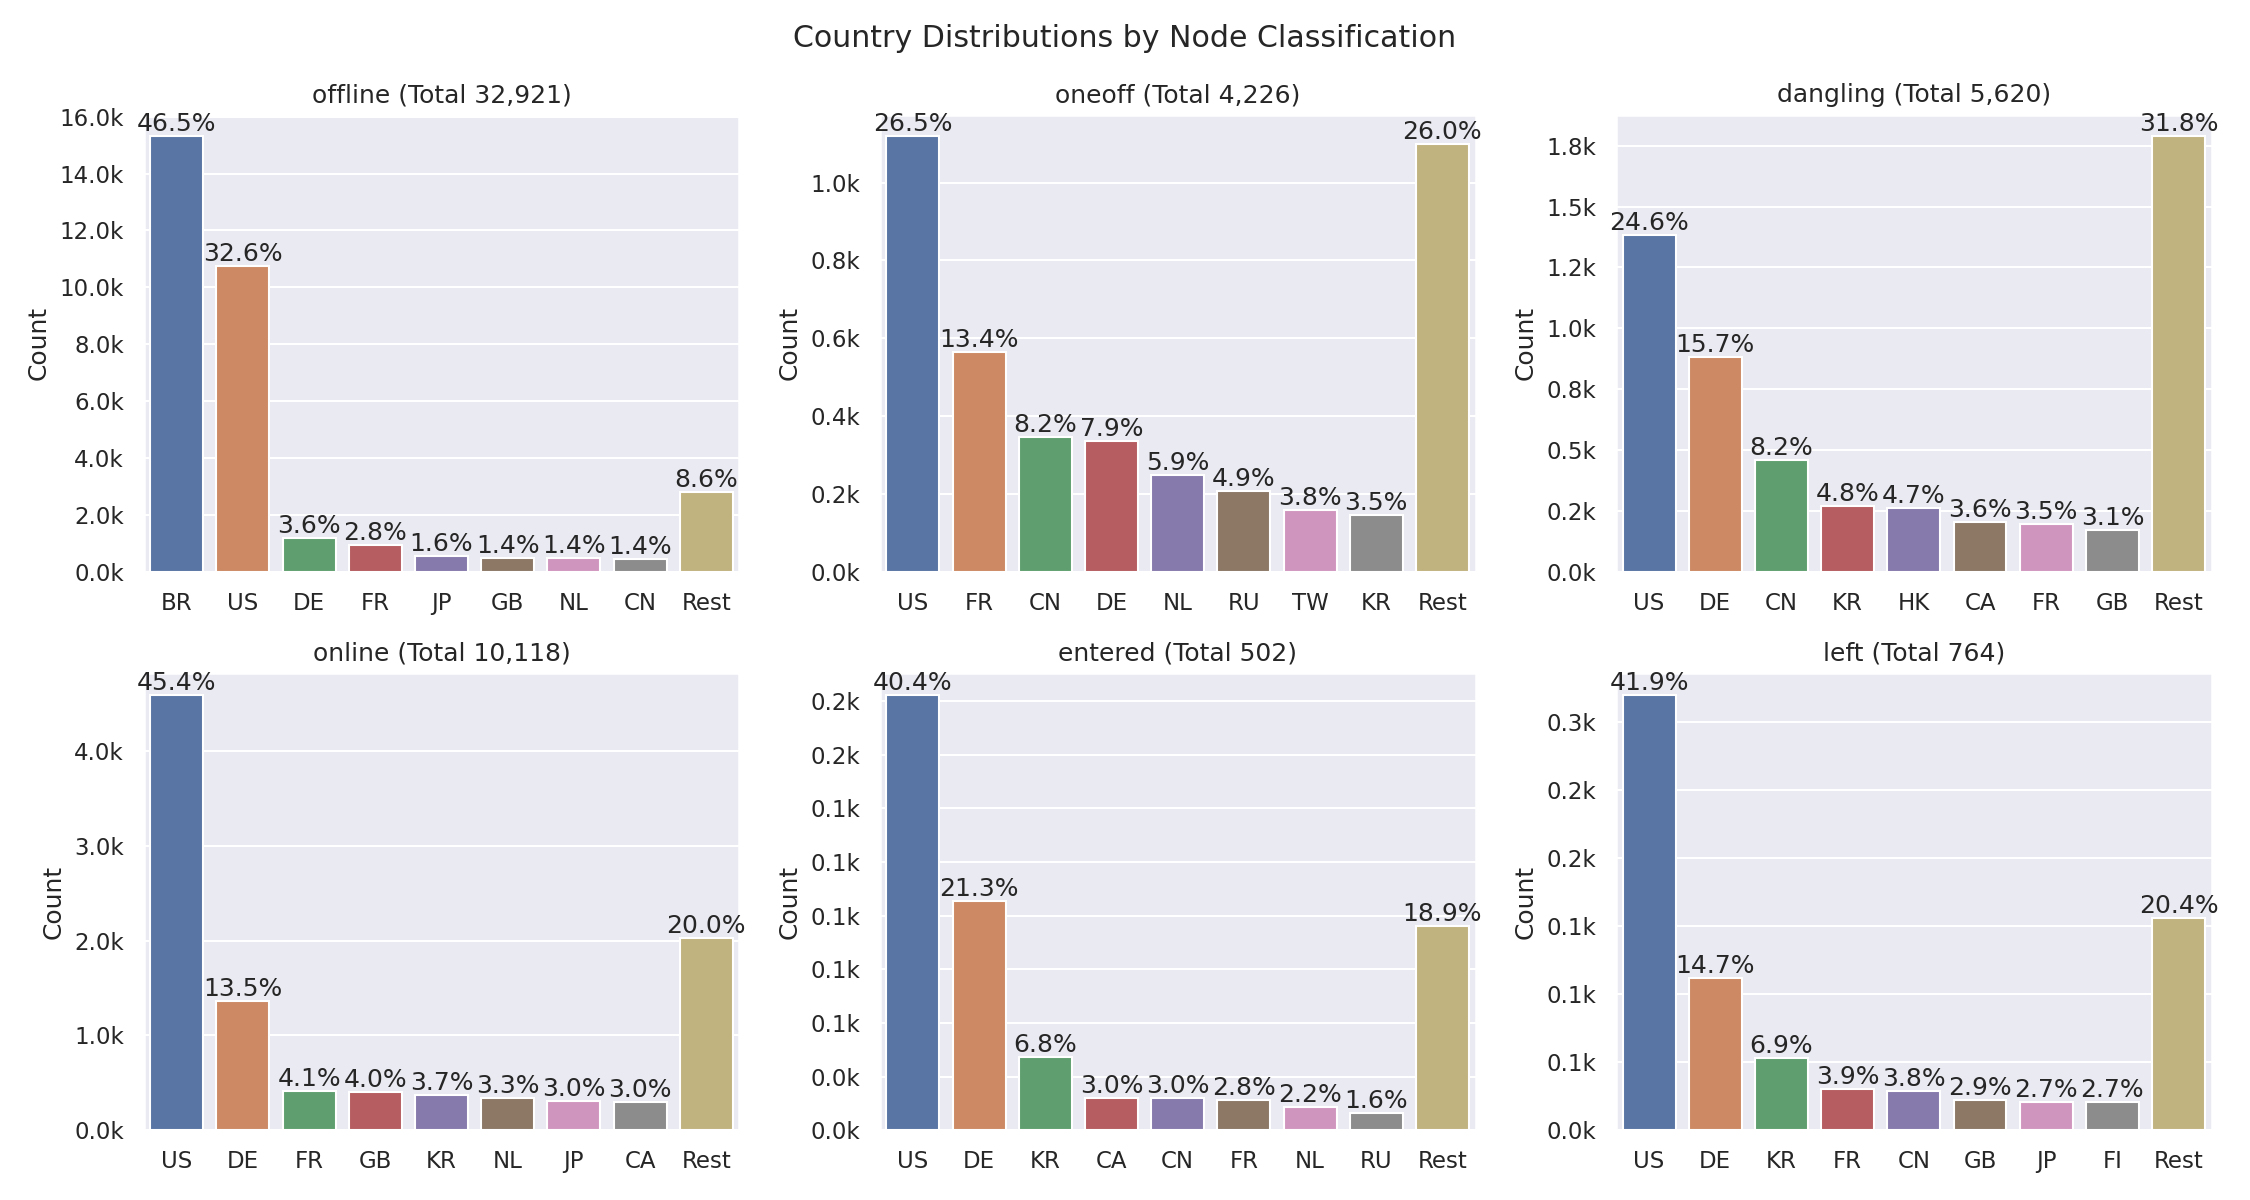 Country Distributions by Node Classification
offline (Total 32,921)
Count
16.0k
14.0k
12.0k
10.0k
8.0k
6.0k
4.0k
2.0k
0.0k
46.5%
32.6%
3.6%
2.8%
1.6%
1.4%
1.4%
1.4%
8.6%
BR US DE FR JP GB NL CN Rest
oneoff (Total 4,226)
Count
1.0k
0.8k
0.6k
0.4k
0.2k
0.0k
26.5%
13.4%
8.2%
7.9%
5.9%
4.9%
3.8%
3.5%
26.0%
US FR CN DE NL RU TW KR Rest
dangling (Total 5,620)
Count
1.8k
1.5k
1.2k
1.0k
0.8k
0.5k
0.2k
0.0k
24.6%
15.7%
8.2%
4.8%
4.7%
3.6%
3.5%
3.1%
31.8%
US DE CN KR HK CA FR GB Rest
online (Total 10,118)
Count
4.0k
3.0k
2.0k
1.0k
0.0k
45.4%
13.5%
4.1%
4.0%
3.7%
3.3%
3.0%
3.0%
20.0%
US DE FR GB KR NL JP CA Rest
entered (Total 502)
Count
0.2k
0.2k
0.1k
0.1k
0.1k
0.1k
0.1k
0.0k
0.0k
40.4%
21.3%
6.8%
3.0%
3.0%
2.8%
2.2%
1.6%
18.9%
US DE KR CA CN FR NL RU Rest
left (Total 764)
Count
0.3k
0.2k
0.2k
0.1k
0.1k
0.1k
0.0k
41.9%
14.7%
6.9%
3.9%
3.8%
2.9%
2.7%
2.7%
20.4%
US DE KR FR CN GB JP FI Rest